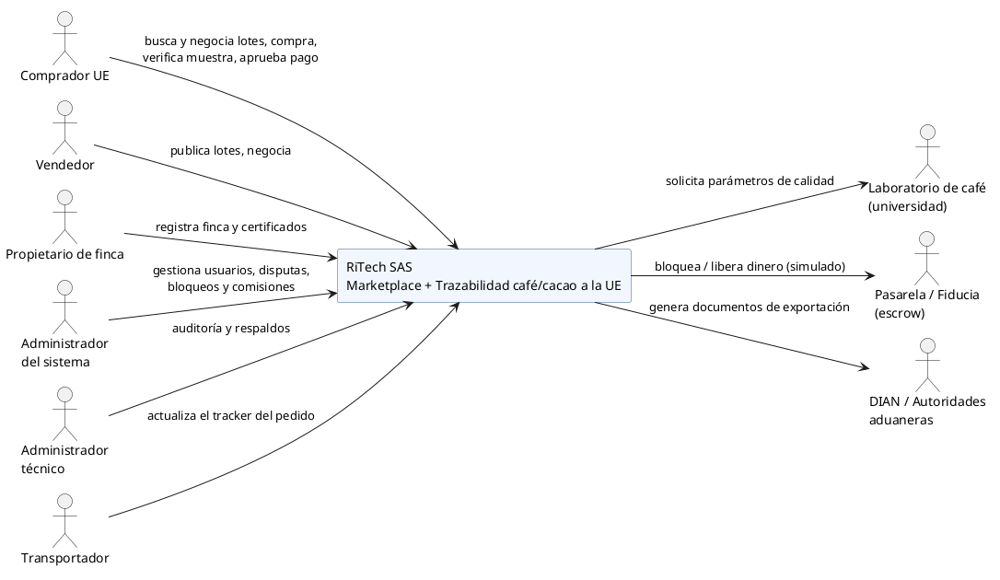 Comprador UE
busca y negocia lotes, compra,
verifica muestra, aprueba pago
Vendedor
publica lotes, negocia
Propietario de finca
registra finca y certificados
Administrador
del sistema
gestiona usuarios, disputas,
bloqueos y comisiones
Administrador
técnico
auditoría y respaldos
Transportador
actualiza el tracker del pedido
RiTech SAS
Marketplace + Trazabilidad café/cacao a la UE
solicita parámetros de calidad
Laboratorio de café
(universidad)
bloquea / libera dinero (simulado)
Pasarela / Fiducia
(escrow)
genera documentos de exportación
DIAN / Autoridades
aduaneras